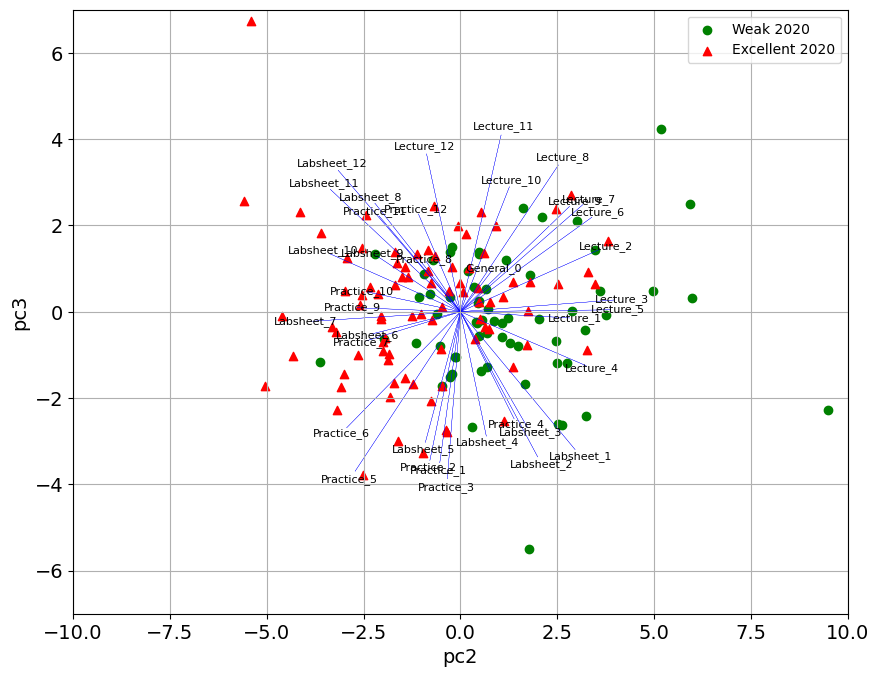 Weak 2020
Excellent 2020
6
4
2
0
−2
−4
−6
pc3
Lecture_11
Lecture_12
Lecture_8
Labsheet_12
Lecture_10
Labsheet_11
Labsheet_8
Lecture_7
Lecture_9
Practice_11
Practice_12
Lecture_6
Lecture_2
Labsheet_10
Labsheet_9
Practice_8
General_0
Practice_10
Lecture_3
Practice_9
Lecture_5
Labsheet_7
Lecture_1
Labsheet_6
Lecture_4
Practice_4
Practice_6
Labsheet_3
Labsheet_4
Labsheet_5
Labsheet_1
Labsheet_2
Practice_2
Practice_1
Practice_5
Practice_3
−10.0
−7.5
−5.0
−2.5
0.0
2.5
5.0
7.5
10.0
pc2